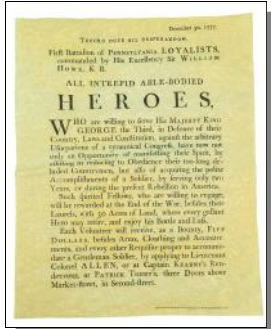 December 30, 1777.
TEUCRO DUCE NIL DESPERANDUM.
Firſt Battalion of PENNSYLVANIA LOYALISTS,
commanded by His Excellency Sir WILLIAM
HOWE, K B.
ALL INTREPID ABLE-BODIED
HEROES,
WHO are willing to ſerve His MAJESTY KING
GEORGE the Third, in Defence of their
Country, Laws and Conſtitution, againſt the arbitrary
Uſurpations of a tyrannical Congreſs, have now not
only an Opportunity of manifeſting their Spirit, by
aſſiſting in reducing to Obedience their too-long de-
luded Countrymen, but alſo of acquiring the polite
Accompliſhments of a Soldier, by ſerving only two
Years, or during the preſent Rebellion in America.
Such ſpirited Fellows, who are willing to engage,
will be rewarded at the End of the War, beſides their
Laurels, with 50 Acres of Land, where every gallant
Hero may retire, and enjoy his Bottle and Laſs.
Each Volunteer will receive, as a Bounty, FIVE
DOLLARS, beſides Arms, Cloathing and Accoutre-
ments, and every other Requiſite proper to accommo-
date a Gentleman Soldier, by applying to Lieutenant
Colonel ALLEN, or at Captain KEARNY'S Ren-
dezvous, at PATRICK TONRY'S, three Doors above
Market-ſtreet, in Second-ſtreet.